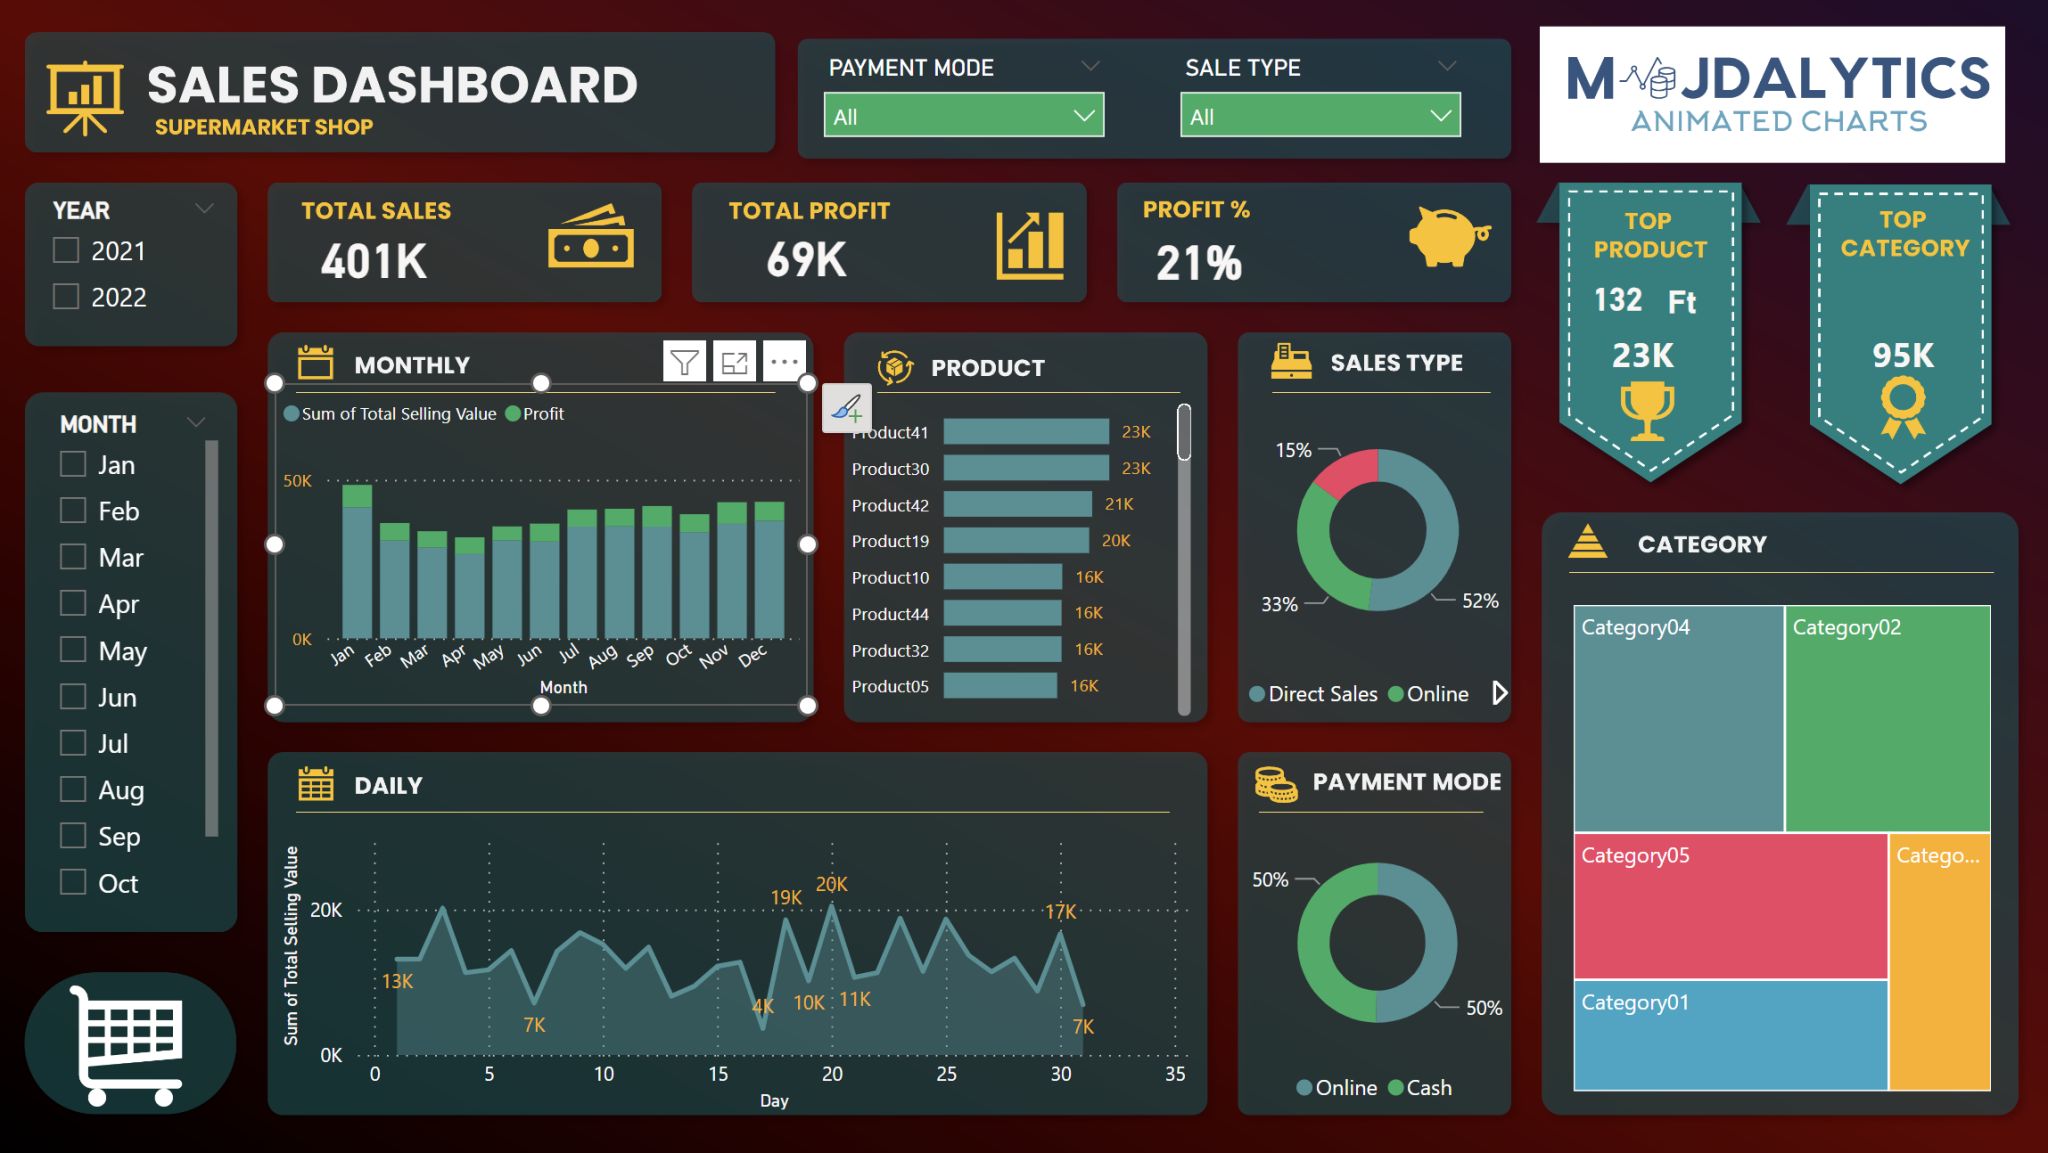 SALES DASHBOARD
SUPERMARKET SHOP
PAYMENT MODE
All
SALE TYPE
All
M JDALYTICS
ANIMATED CHARTS
YEAR
2021
2022
TOTAL SALES
401K
TOTAL PROFIT
69K
PROFIT %
21%
TOP
PRODUCT
132 Ft
23K
TOP
CATEGORY
95K
MONTH
Jan
Feb
Mar
Apr
May
Jun
Jul
Aug
Sep
Oct
MONTHLY
Sum of Total Selling Value Profit
50K
0K
Jan Feb Mar Apr May Jun Jul Aug Sep Oct Nov Dec
Month
PRODUCT
Product41 23K
Product30 23K
Product42 21K
Product19 20K
Product10 16K
Product44 16K
Product32 16K
Product05 16K
SALES TYPE
15%
33%
52%
Direct Sales Online
CATEGORY
Category04
Category02
Category05
Catego...
Category01
DAILY
Sum of Total Selling Value
20K
0K
13K
7K
4K
19K
10K
20K
11K
17K
7K
0 5 10 15 20 25 30 35
Day
PAYMENT MODE
50%
50%
Online Cash